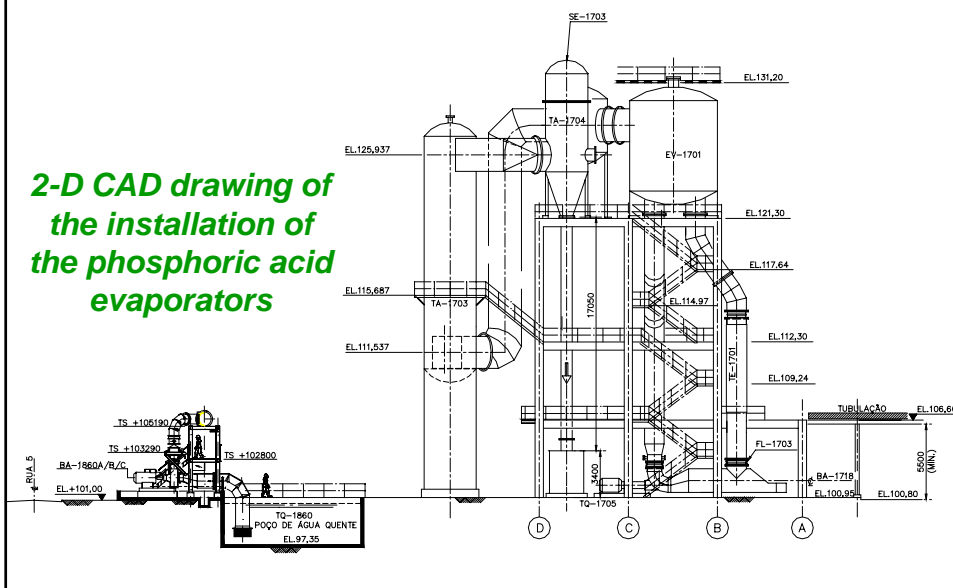 SE-1703
EL.131,20
TA-1704
EV-1701
EL.125,937
2-D CAD drawing of
the installation of
the phosphoric acid
evaporators
EL.121,30
EL.117.64
EL.115,687
TA-1703
17050
EL.114.97
EL.111,537
EL.112,30
TE-1701
EL.109,24
TUBULAÇÃO
EL.106,60
TS +105190
TS +103290
TS +102800
FL-1703
5500
(MÍN.)
BA-1860A/B/C
RUA 5
3400
BA-1718
EL.+101,00
EL.100,95
EL.100,80
TQ-1860
POÇO DE ÁGUA QUENTE
EL.97,35
TQ-1705
D
C
B
A